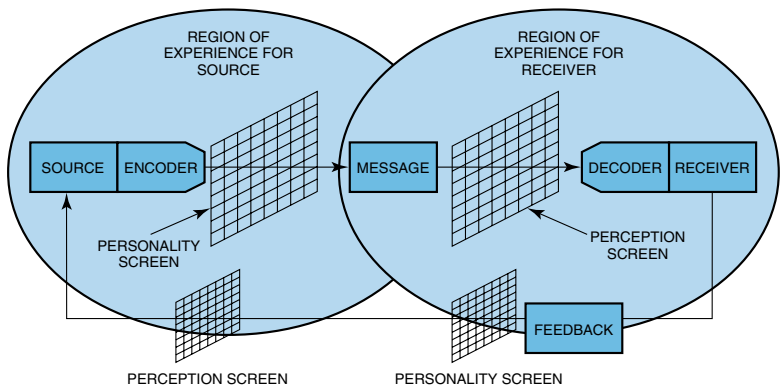 REGION OF
EXPERIENCE FOR
SOURCE
REGION OF
EXPERIENCE FOR
RECEIVER
SOURCE
ENCODER
MESSAGE
DECODER
RECEIVER
PERSONALITY
SCREEN
PERCEPTION
SCREEN
FEEDBACK
PERCEPTION SCREEN
PERSONALITY SCREEN